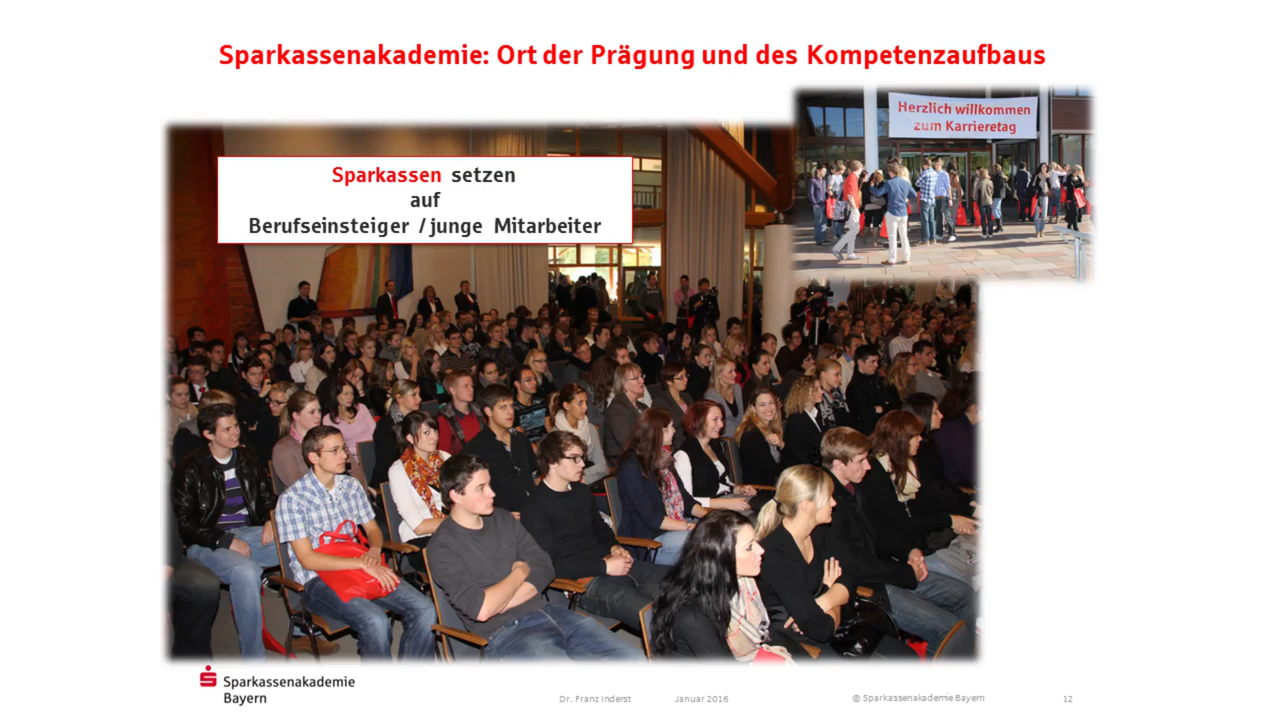 Sparkassenakademie: Ort der Prägung und des Kompetenzaufbaus
Herzlich willkommen
zum Karrieretag
Sparkassen setzen
auf
Berufseinsteiger / junge Mitarbeiter
Sparkassenakademie
Bayern
Dr. Franz Inderst
Januar 2016
© Sparkassenakademie Bayern
12